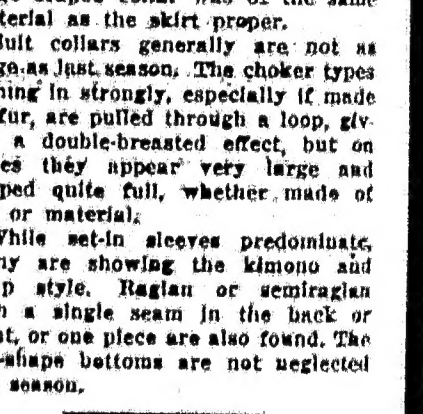 terial as the skirt proper.
Suit collars generally are not as
ge as last season. The choker types
ning in strongly, especially if made
fur, are pulled through a loop, giv-
a double-breasted effect, but on
es they appear very large and
ped quite full, whether made of
or material.
While set-in sleeves predominate,
ny are showing the kimono and
p style. Raglan or semiraglan
h a single seam in the back or
nt, or one piece are also found. The
-shape bottoms are not neglected
season.